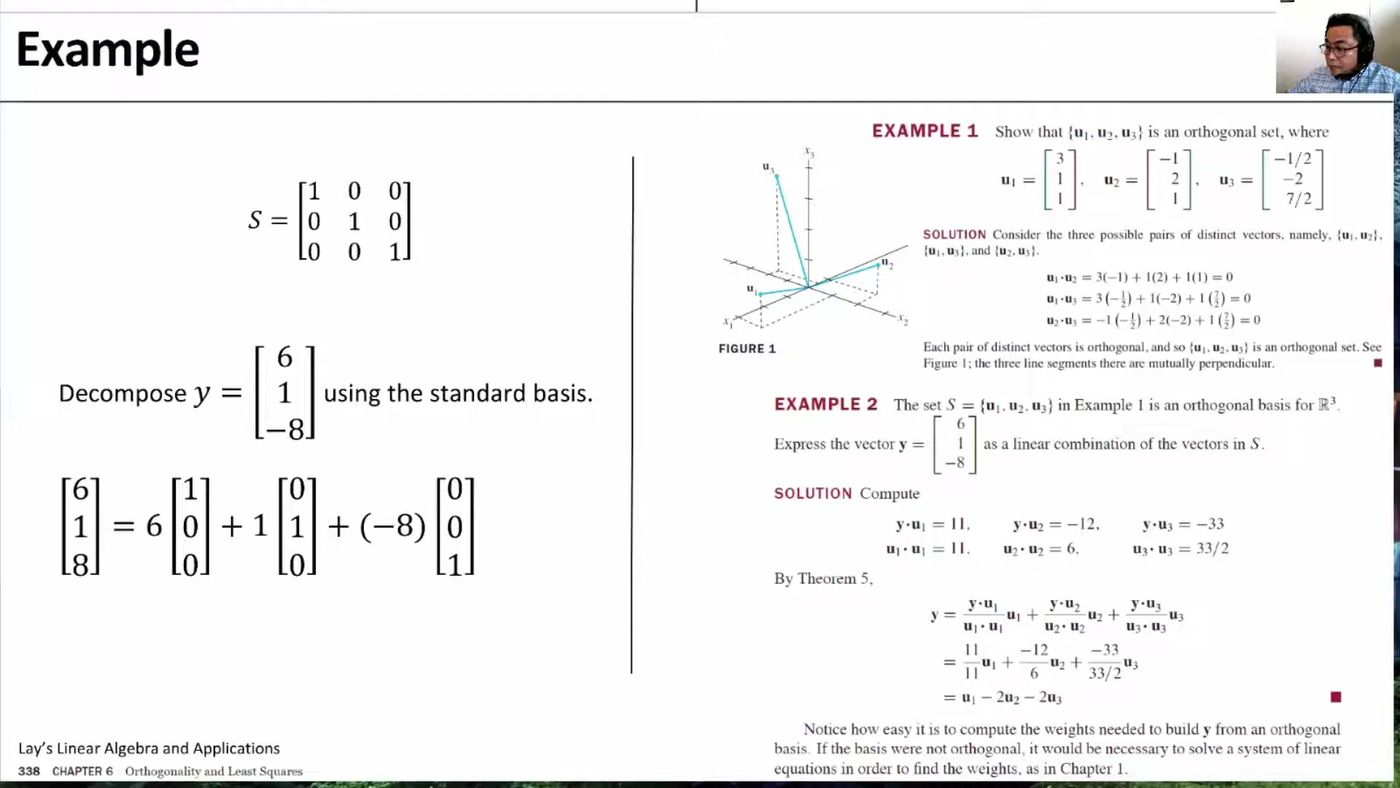 Example
S = [1 0 0
0 1 0
0 0 1]
Decompose y = [6
1
−8] using the standard basis.
[6
1
8] = 6 [1
0
0] + 1 [0
1
0] + (−8) [0
0
1]
Lay's Linear Algebra and Applications
338 CHAPTER 6 Orthogonality and Least Squares
x₃
u₃
u₂
u₁
x₁
x₂
FIGURE 1
EXAMPLE 1 Show that {u₁, u₂, u₃} is an orthogonal set, where
u₁ = [3
1
1], u₂ = [−1
2
1], u₃ = [−1/2
−2
7/2]
SOLUTION Consider the three possible pairs of distinct vectors, namely, {u₁, u₂},
{u₁, u₃}, and {u₂, u₃}.
u₁·u₂ = 3(−1) + 1(2) + 1(1) = 0
u₁·u₃ = 3(−1/2) + 1(−2) + 1(7/2) = 0
u₂·u₃ = −1(−1/2) + 2(−2) + 1(7/2) = 0
Each pair of distinct vectors is orthogonal, and so {u₁, u₂, u₃} is an orthogonal set. See
Figure 1; the three line segments there are mutually perpendicular.
EXAMPLE 2 The set S = {u₁, u₂, u₃} in Example 1 is an orthogonal basis for ℝ³.
Express the vector y = [6
1
−8] as a linear combination of the vectors in S.
SOLUTION Compute
y·u₁ = 11, y·u₂ = −12, y·u₃ = −33
u₁·u₁ = 11, u₂·u₂ = 6, u₃·u₃ = 33/2
By Theorem 5,
y = y·u₁/u₁·u₁ u₁ + y·u₂/u₂·u₂ u₂ + y·u₃/u₃·u₃ u₃
= 11/11 u₁ + −12/6 u₂ + −33/33/2 u₃
= u₁ − 2u₂ − 2u₃
Notice how easy it is to compute the weights needed to build y from an orthogonal
basis. If the basis were not orthogonal, it would be necessary to solve a system of linear
equations in order to find the weights, as in Chapter 1.